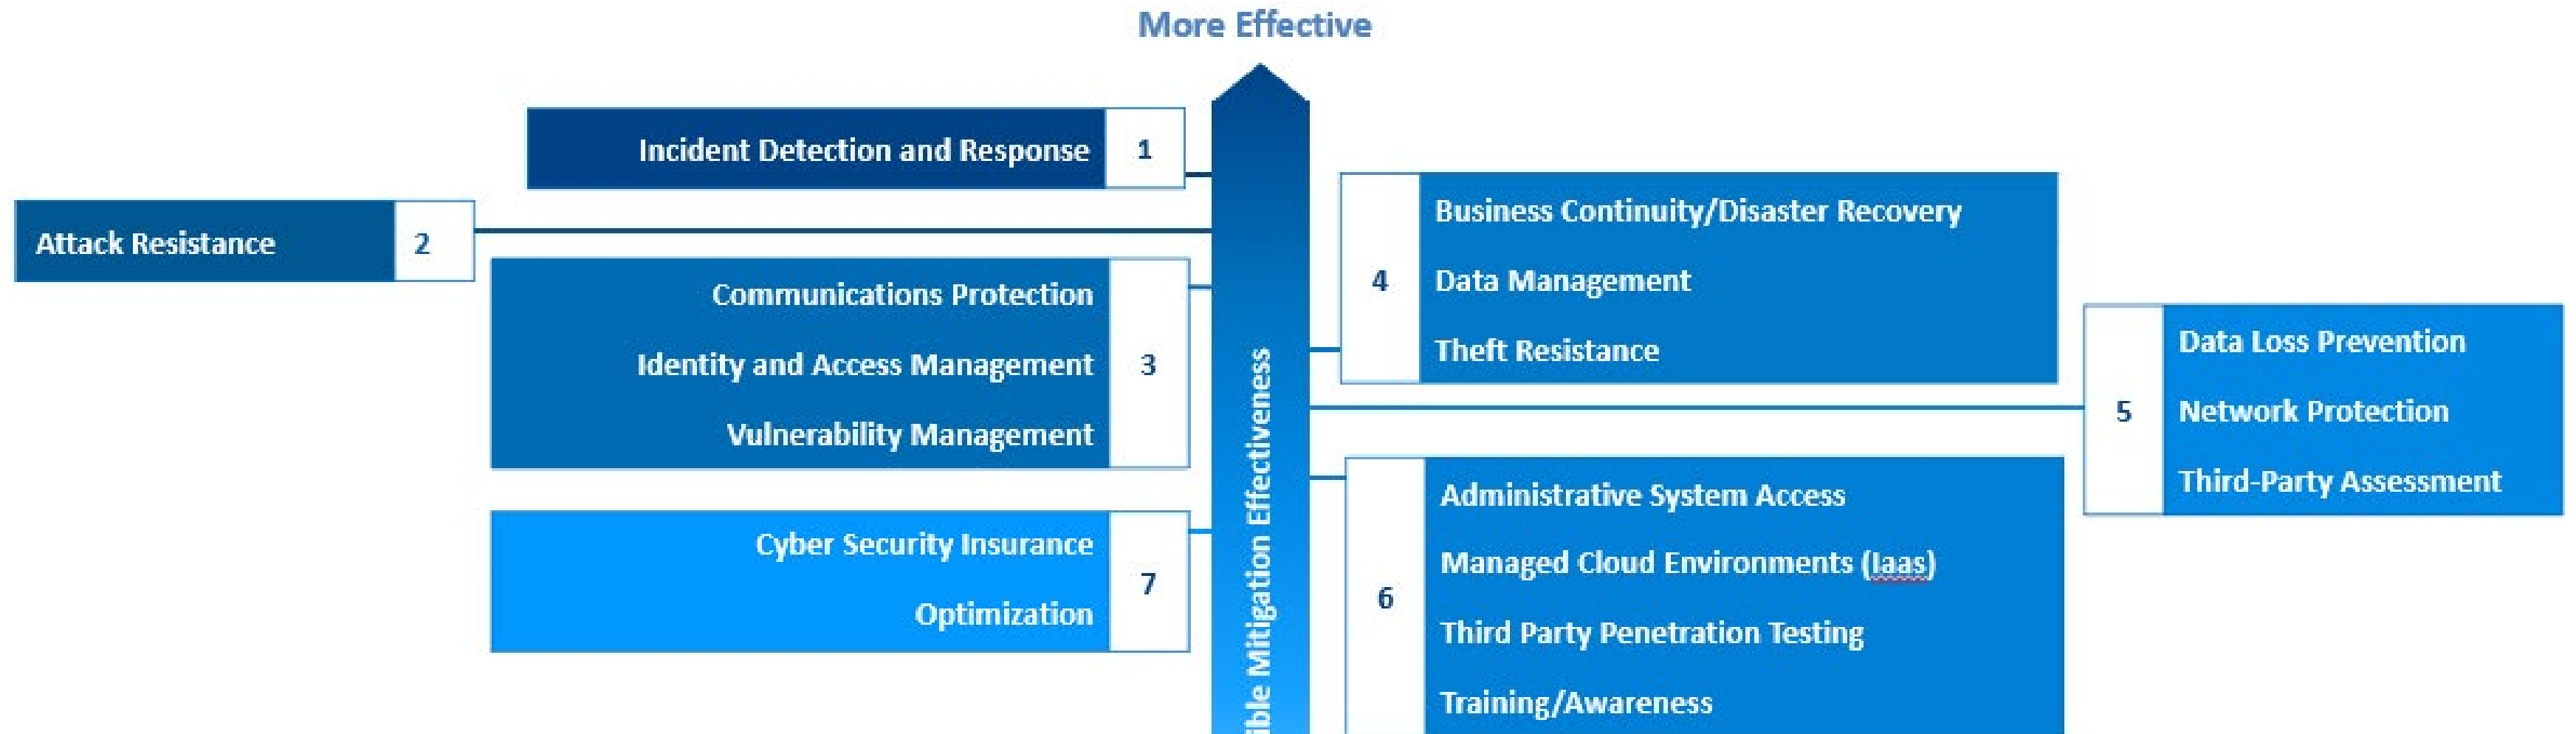 More Effective
Incident Detection and Response
1
Attack Resistance
2
Communications Protection
Identity and Access Management
Vulnerability Management
3
4
Business Continuity/Disaster Recovery
Data Management
Theft Resistance
5
Data Loss Prevention
Network Protection
Third-Party Assessment
6
Administrative System Access
Managed Cloud Environments (Iaas)
Third Party Penetration Testing
Training/Awareness
Cyber Security Insurance
Optimization
7
Mitigation Effectiveness